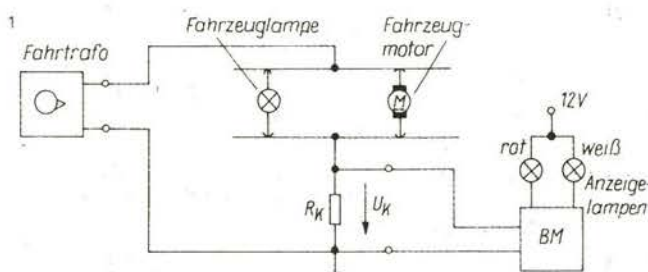 1
Fahrtrafo
Fahrzeuglampe
Fahrzeug-
motor
M
12V
rot
weiß
Anzeige-
lampen
R_K
U_K
BM